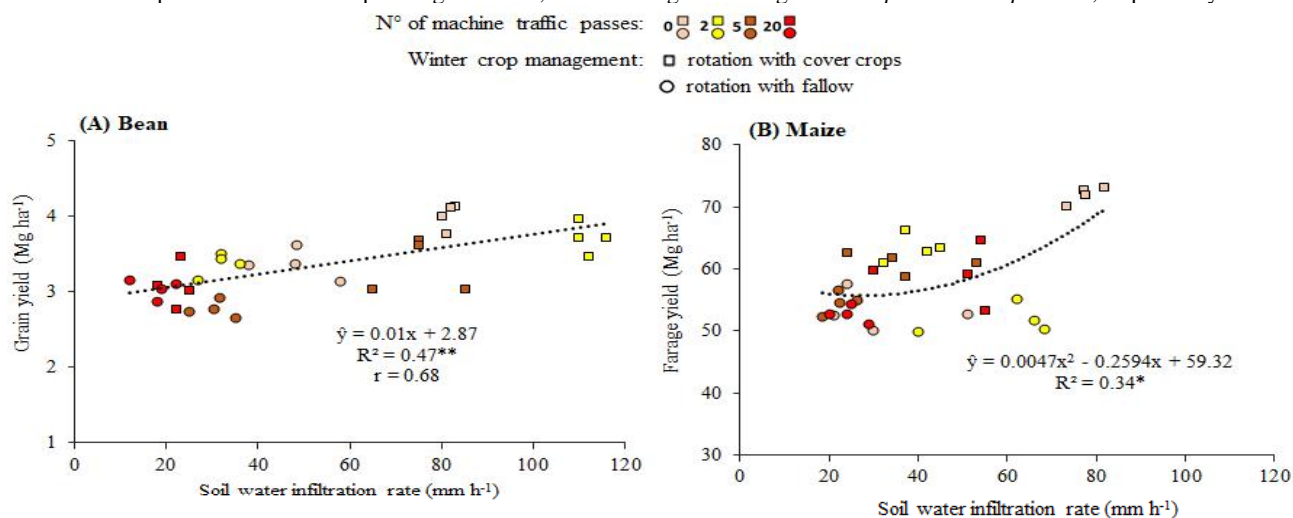 N° of machine traffic passes: 0 2 5 20
Winter crop management: rotation with cover crops
rotation with fallow
(A) Bean
5
4
3
2
1
Grain yield (Mg ha-1)
ŷ = 0.01x + 2.87
R² = 0.47**
r = 0.68
0 20 40 60 80 100 120
Soil water infiltration rate (mm h-1)
(B) Maize
80
70
60
50
40
30
Farage yield (Mg ha-1)
ŷ = 0.0047x² - 0.2594x + 59.32
R² = 0.34*
0 20 40 60 80 100 120
Soil water infiltration rate (mm h-1)